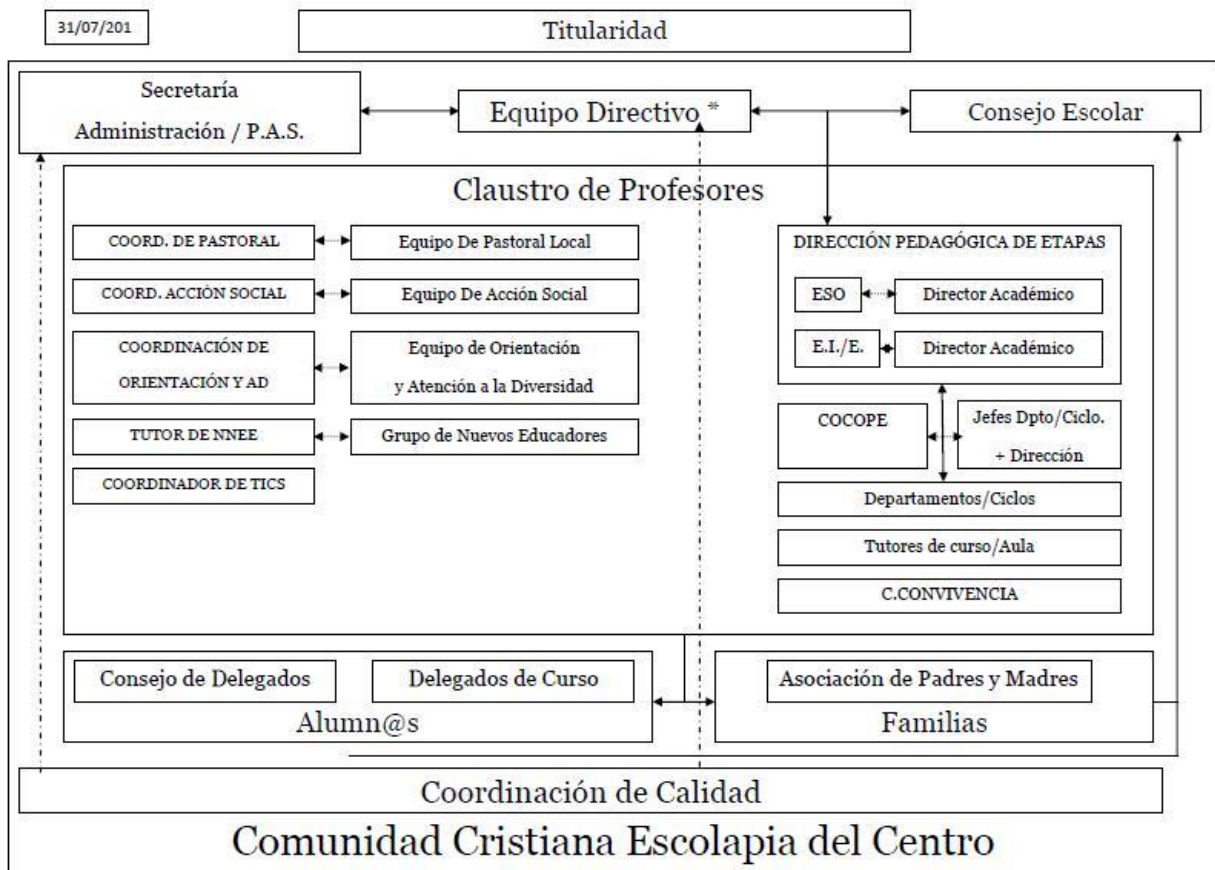 31/07/201
Titularidad
Secretaría
Administración / P.A.S.
Equipo Directivo *
Consejo Escolar
Claustro de Profesores
COORD. DE PASTORAL
Equipo De Pastoral Local
COORD. ACCIÓN SOCIAL
Equipo De Acción Social
COORDINACIÓN DE
ORIENTACIÓN Y AD
Equipo de Orientación
y Atención a la Diversidad
TUTOR DE NNEE
Grupo de Nuevos Educadores
COORDINADOR DE TICS
DIRECCIÓN PEDAGÓGICA DE ETAPAS
ESO
Director Académico
E.I./E.
Director Académico
COCOPE
Jefes Dpto/Ciclo.
+ Dirección
Departamentos/Ciclos
Tutores de curso/Aula
C.CONVIVENCIA
Consejo de Delegados
Delegados de Curso
Alumn@s
Asociación de Padres y Madres
Familias
Coordinación de Calidad
Comunidad Cristiana Escolapia del Centro